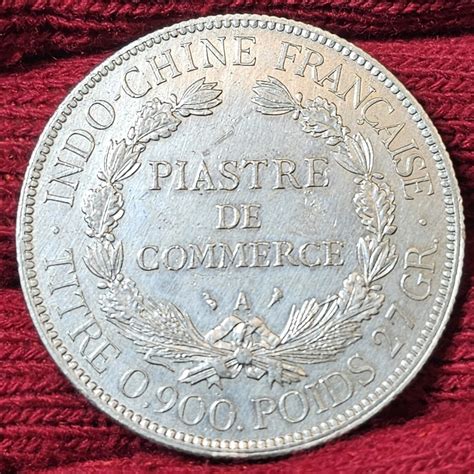 INDO-CHINE FRANÇAISE
PIASTRE
DE
COMMERCE
A
TITRE 0,900. POIDS 27 GR.